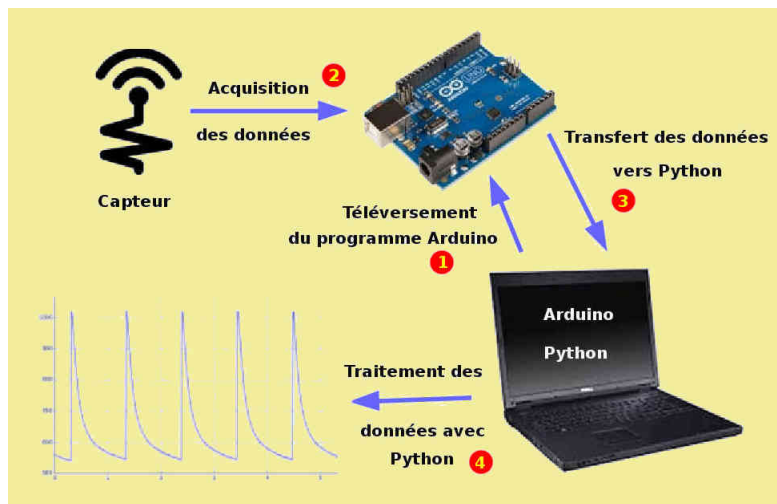 Acquisition 2
des données
Capteur
Transfert des données
vers Python
3
Téléversement
du programme Arduino
1
Arduino
Python
Traitement des
données avec
Python 4